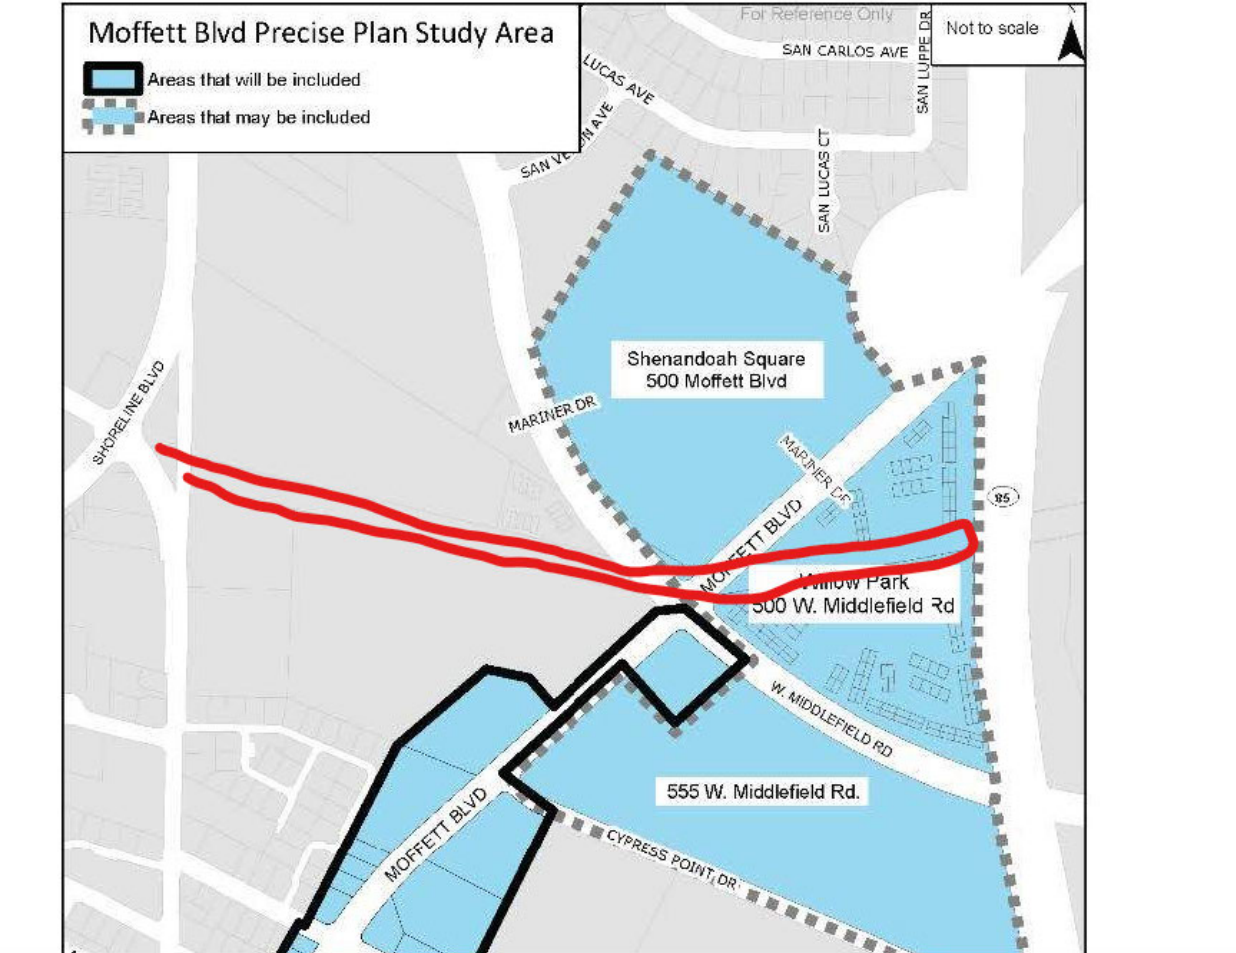 Moffett Blvd Precise Plan Study Area
Areas that will be included
Areas that may be included
For Reference Only
Not to scale
SAN CARLOS AVE
SAN LUPPE DR
LUCAS AVE
SAN LUCAS CT
SHORELINE BLVD
Shenandoah Square
500 Moffett Blvd
MARINER DR
MARINER DR
85
MOFFETT BLVD
Willow Park
500 W. Middlefield Rd
W. MIDDLEFIELD RD
555 W. Middlefield Rd.
MOFFETT BLVD
CYPRESS POINT DR